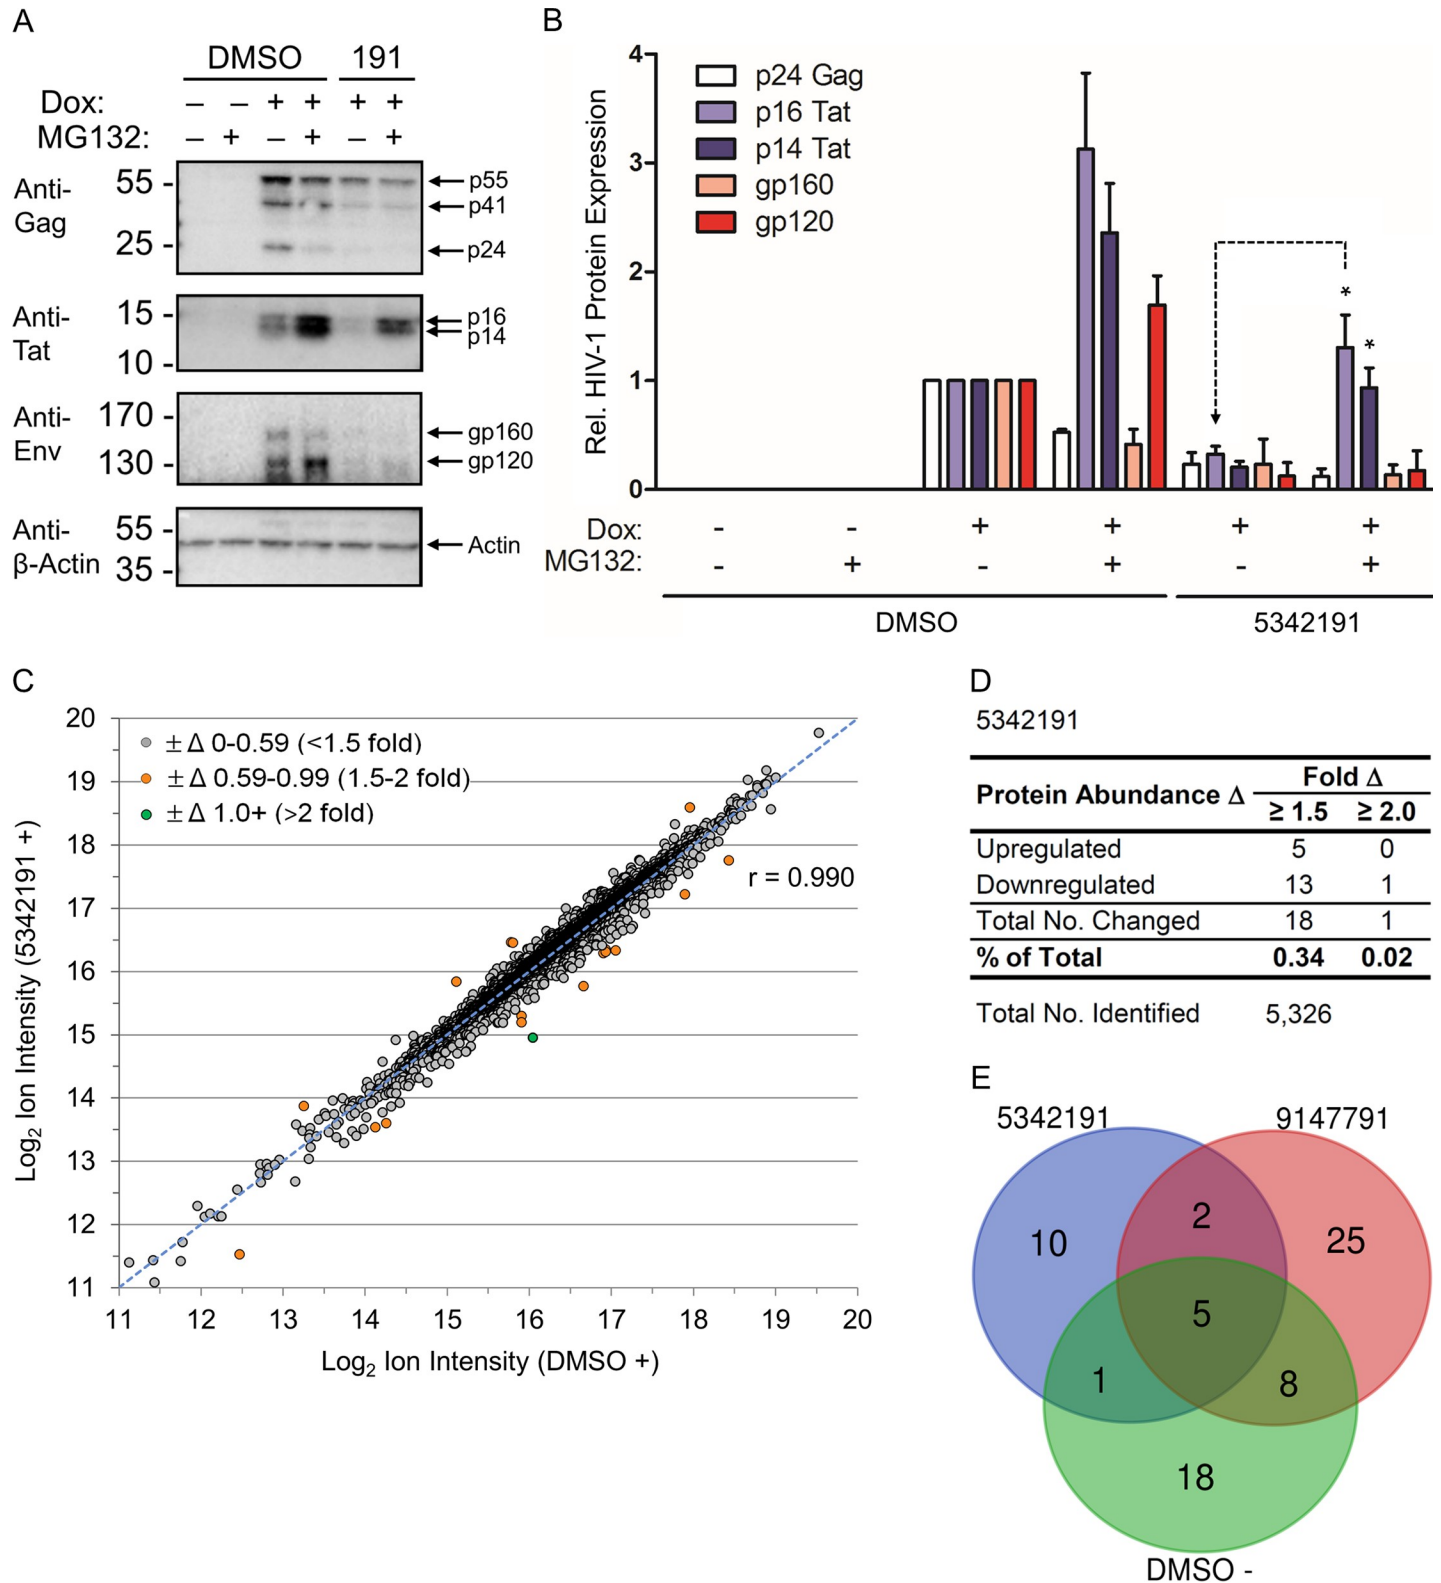 A
DMSO 191
Dox: – – + + + +
MG132: – + – + – +
Anti-
Gag
55 -
25 -
p55
p41
p24
Anti-
Tat
15 -
10 -
p16
p14
Anti-
Env
170 -
130 -
gp160
gp120
Anti-
β-Actin
55 -
35 -
Actin
B
Rel. HIV-1 Protein Expression
4
3
2
1
0
p24 Gag
p16 Tat
p14 Tat
gp160
gp120
*
*
Dox: - - + + + +
MG132: - + - + - +
DMSO 5342191
C
Log2 Ion Intensity (5342191 +)
20
19
18
17
16
15
14
13
12
11
± Δ 0-0.59 (<1.5 fold)
± Δ 0.59-0.99 (1.5-2 fold)
± Δ 1.0+ (>2 fold)
r = 0.990
11 12 13 14 15 16 17 18 19 20
Log2 Ion Intensity (DMSO +)
D
5342191
Protein Abundance Δ
Fold Δ
≥ 1.5 ≥ 2.0
Upregulated 5 0
Downregulated 13 1
Total No. Changed 18 1
% of Total 0.34 0.02
Total No. Identified 5,326
E
5342191 9147791
10 2 25
5
1 8
18
DMSO -